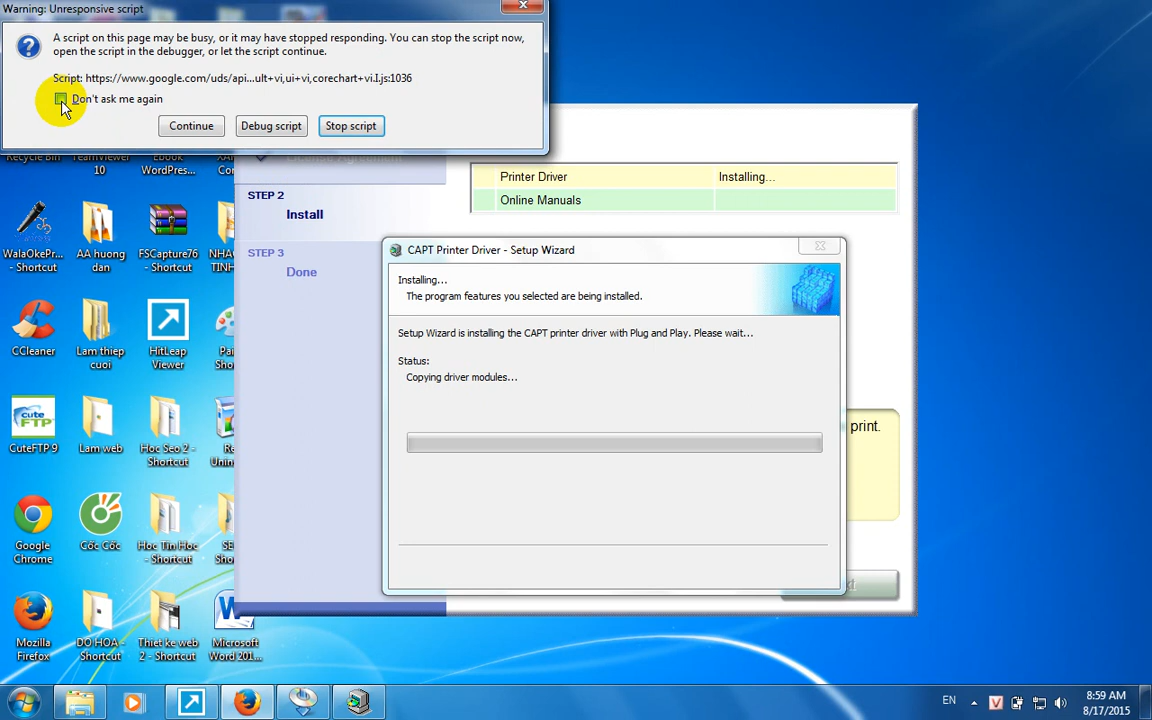 Warning: Unresponsive script
A script on this page may be busy, or it may have stopped responding. You can stop the script now,
open the script in the debugger, or let the script continue.
Script: https://www.google.com/uds/api...ult+vi,ui+vi,corechart+vi.I.js:1036
Don't ask me again
Continue
Debug script
Stop script
License Agreement
STEP 2
Install
STEP 3
Done
Printer Driver
Installing...
Online Manuals
CAPT Printer Driver - Setup Wizard
Installing...
The program features you selected are being installed.
Setup Wizard is installing the CAPT printer driver with Plug and Play. Please wait...
Status:
Copying driver modules...
print.
Recycle Bin
TeamViewer
10
Ebook
WordPres...
WalaOkePr...
- Shortcut
AA huong
dan
FSCapture76
- Shortcut
CCleaner
Lam thiep
cuoi
HitLeap
Viewer
cute
FTP
CuteFTP 9
Lam web
Hoc Seo 2 -
Shortcut
Google
Chrome
Cốc Cốc
Hoc Tin Hoc
- Shortcut
Mozilla
Firefox
DO HOA -
Shortcut
Thiet ke web
2 - Shortcut
Microsoft
Word 201...
EN
V
8:59 AM
8/17/2015